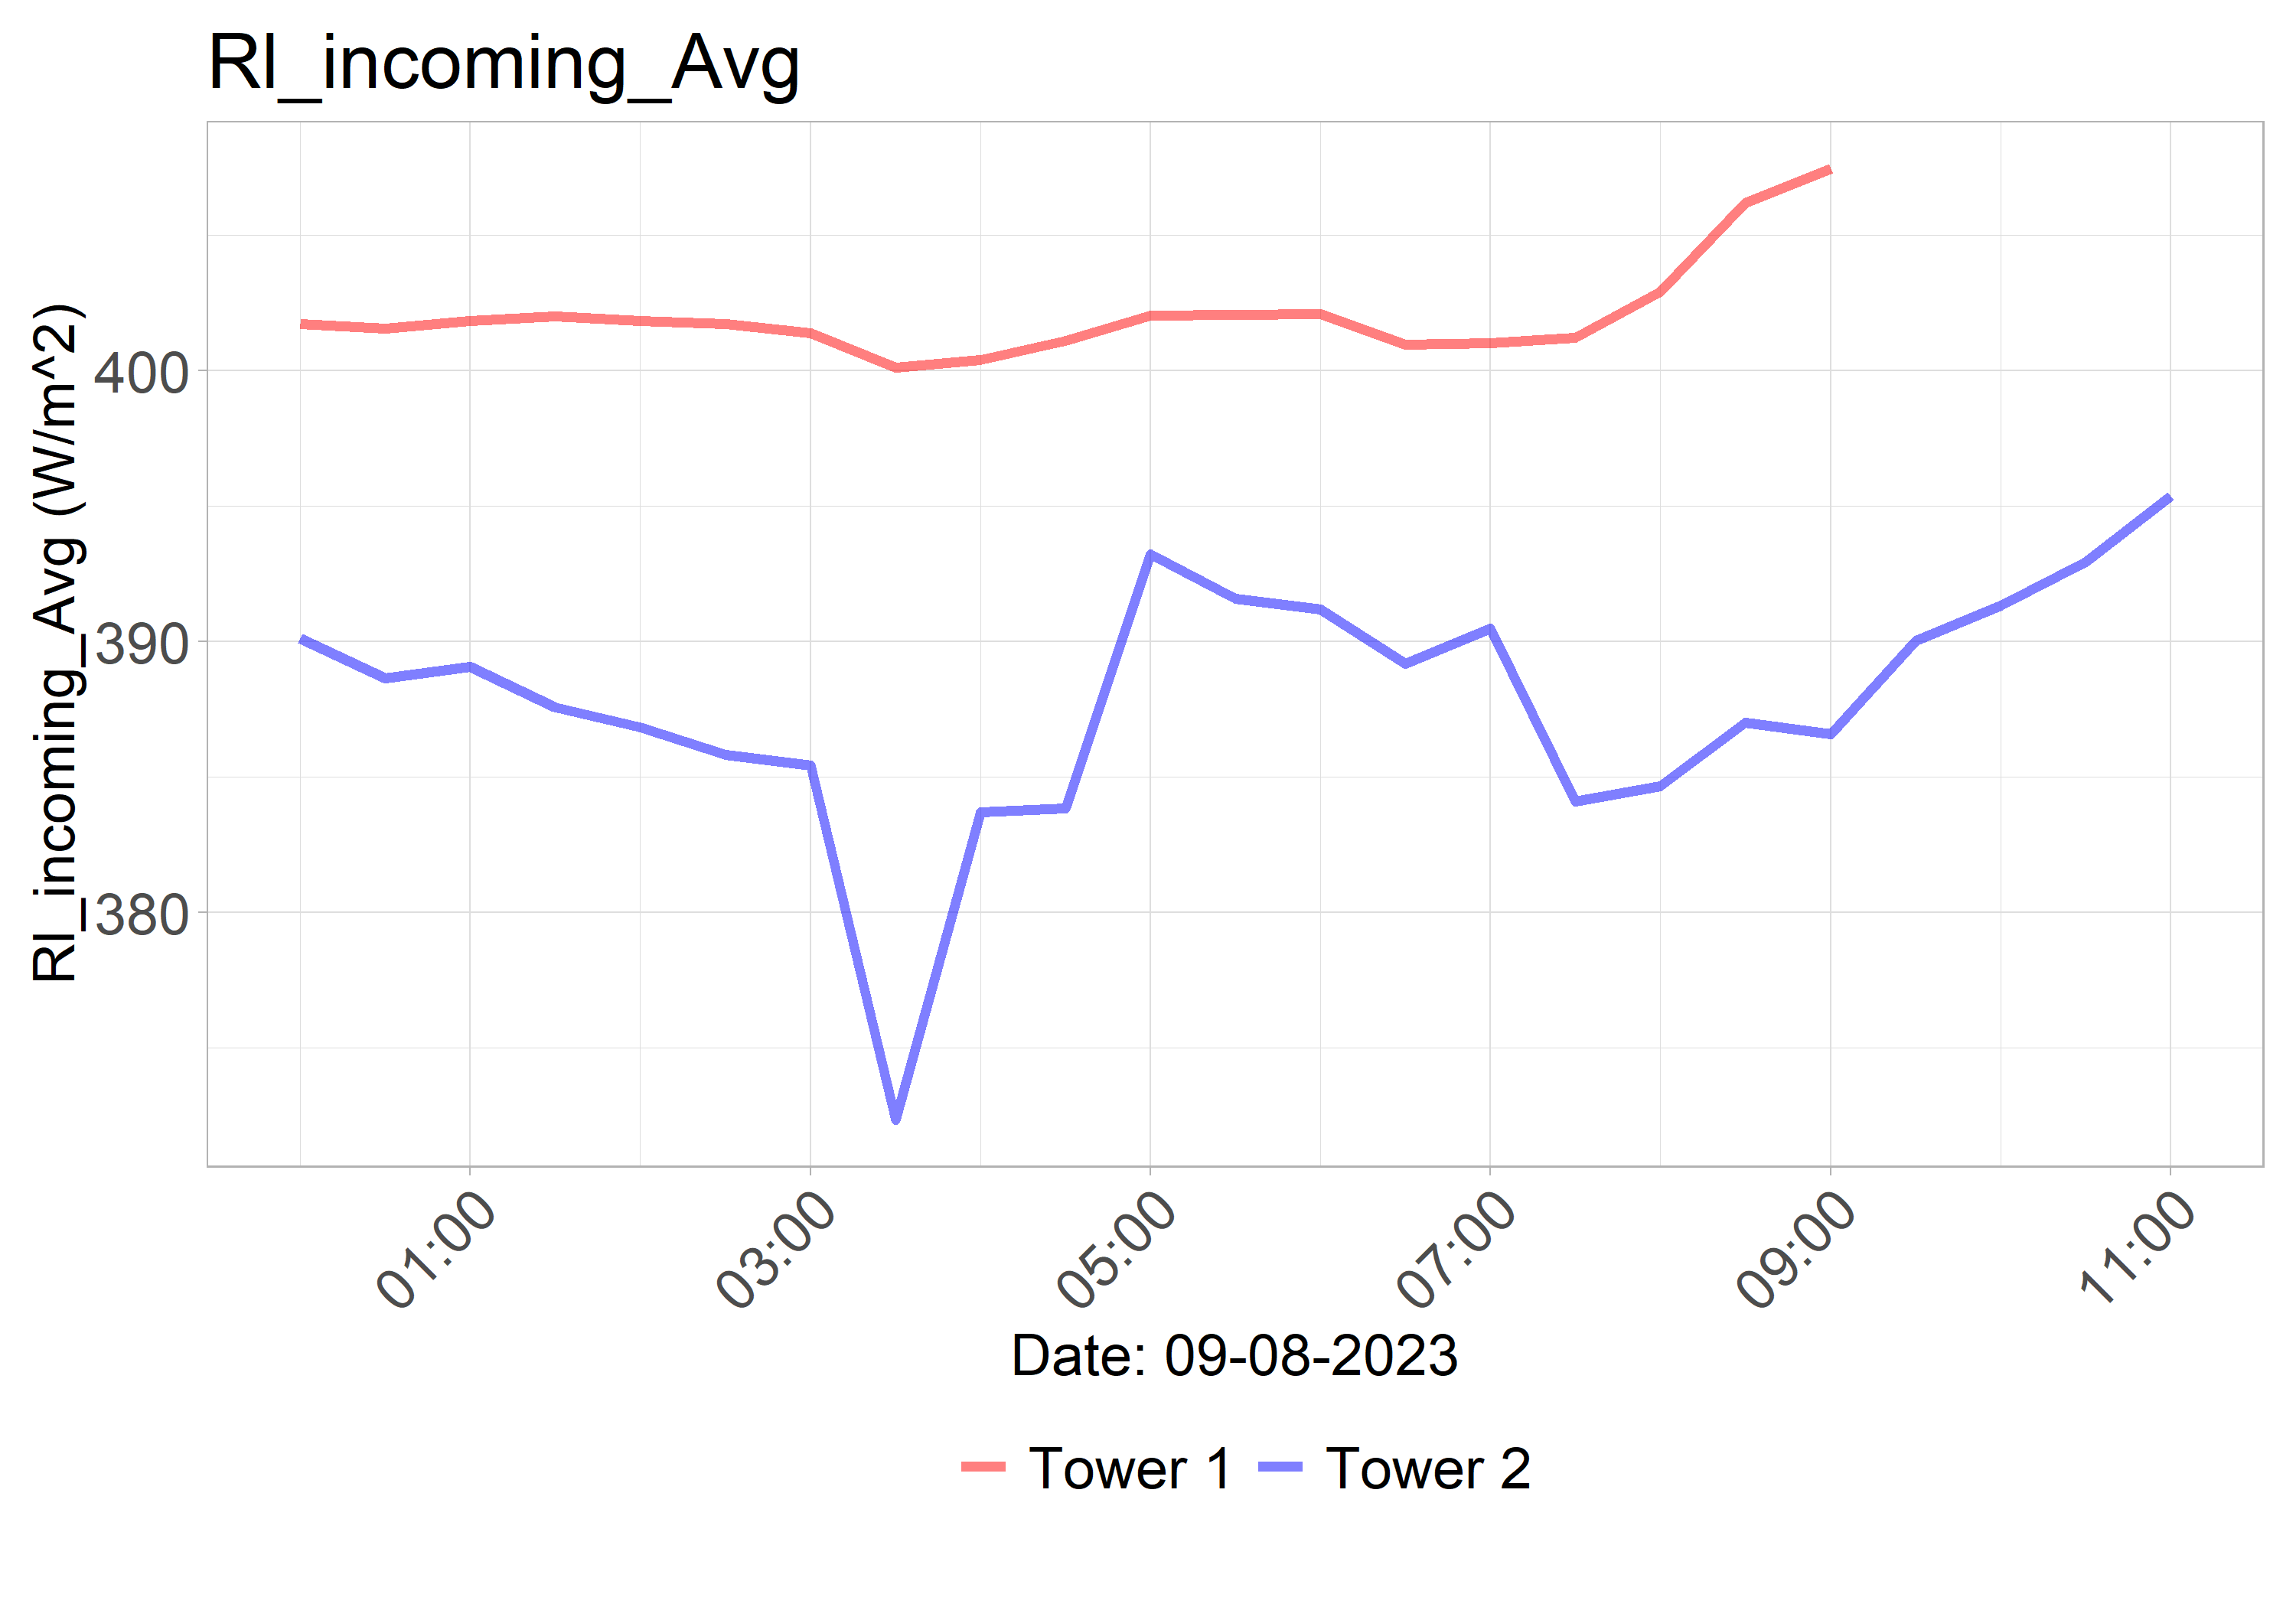 Rl_incoming_Avg
Rl_incoming_Avg (W/m^2)
400
390
380
01:00
03:00
05:00
07:00
09:00
11:00
Date: 09-08-2023
Tower 1
Tower 2